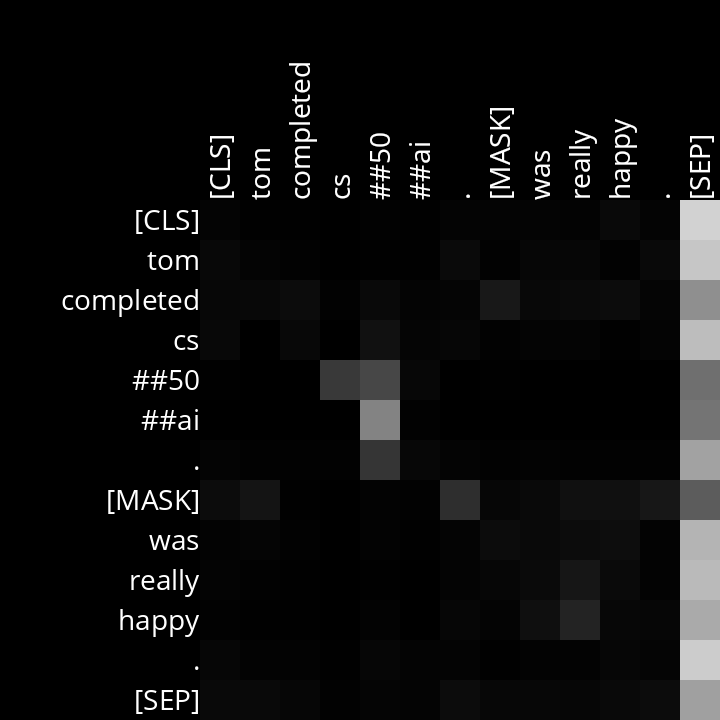 [CLS] tom completed cs ##50 ##ai . [MASK] was really happy . [SEP]
[CLS]
tom
completed
cs
##50
##ai
.
[MASK]
was
really
happy
.
[SEP]